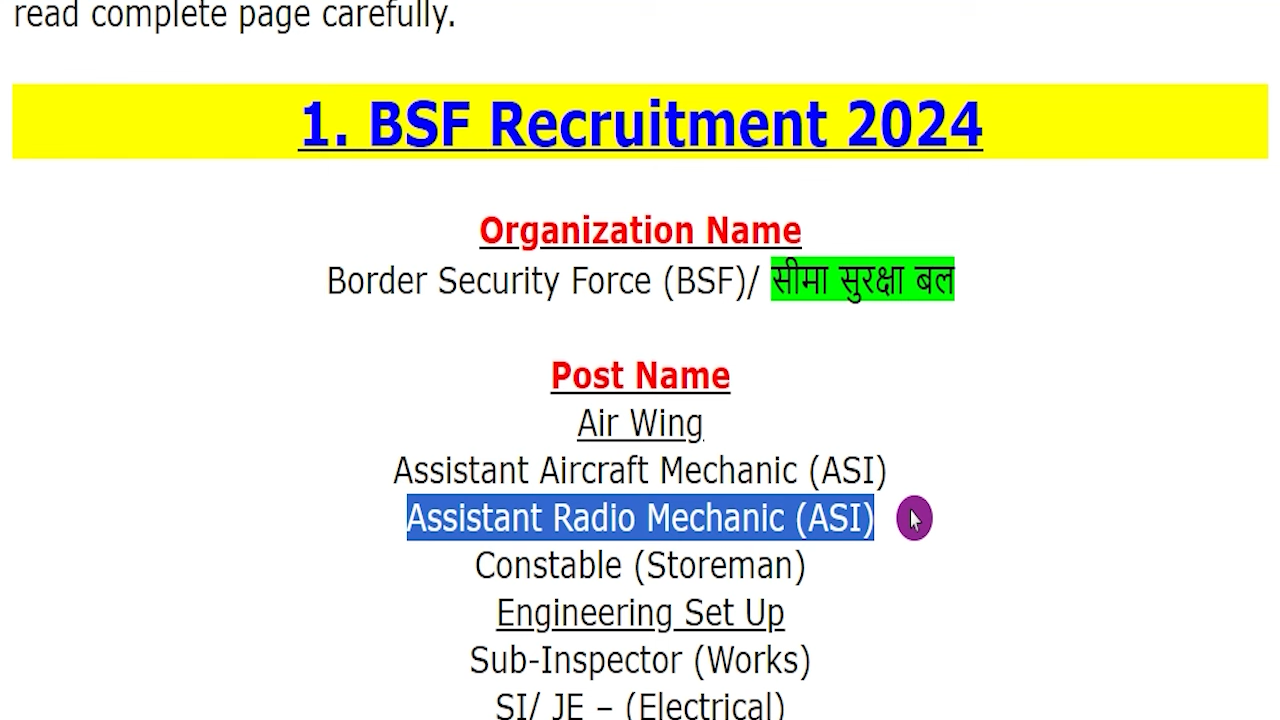 read complete page carefully.
1. BSF Recruitment 2024
Organization Name
Border Security Force (BSF)/ सीमा सुरक्षा बल
Post Name
Air Wing
Assistant Aircraft Mechanic (ASI)
Assistant Radio Mechanic (ASI)
Constable (Storeman)
Engineering Set Up
Sub-Inspector (Works)
SI/ JE – (Electrical)